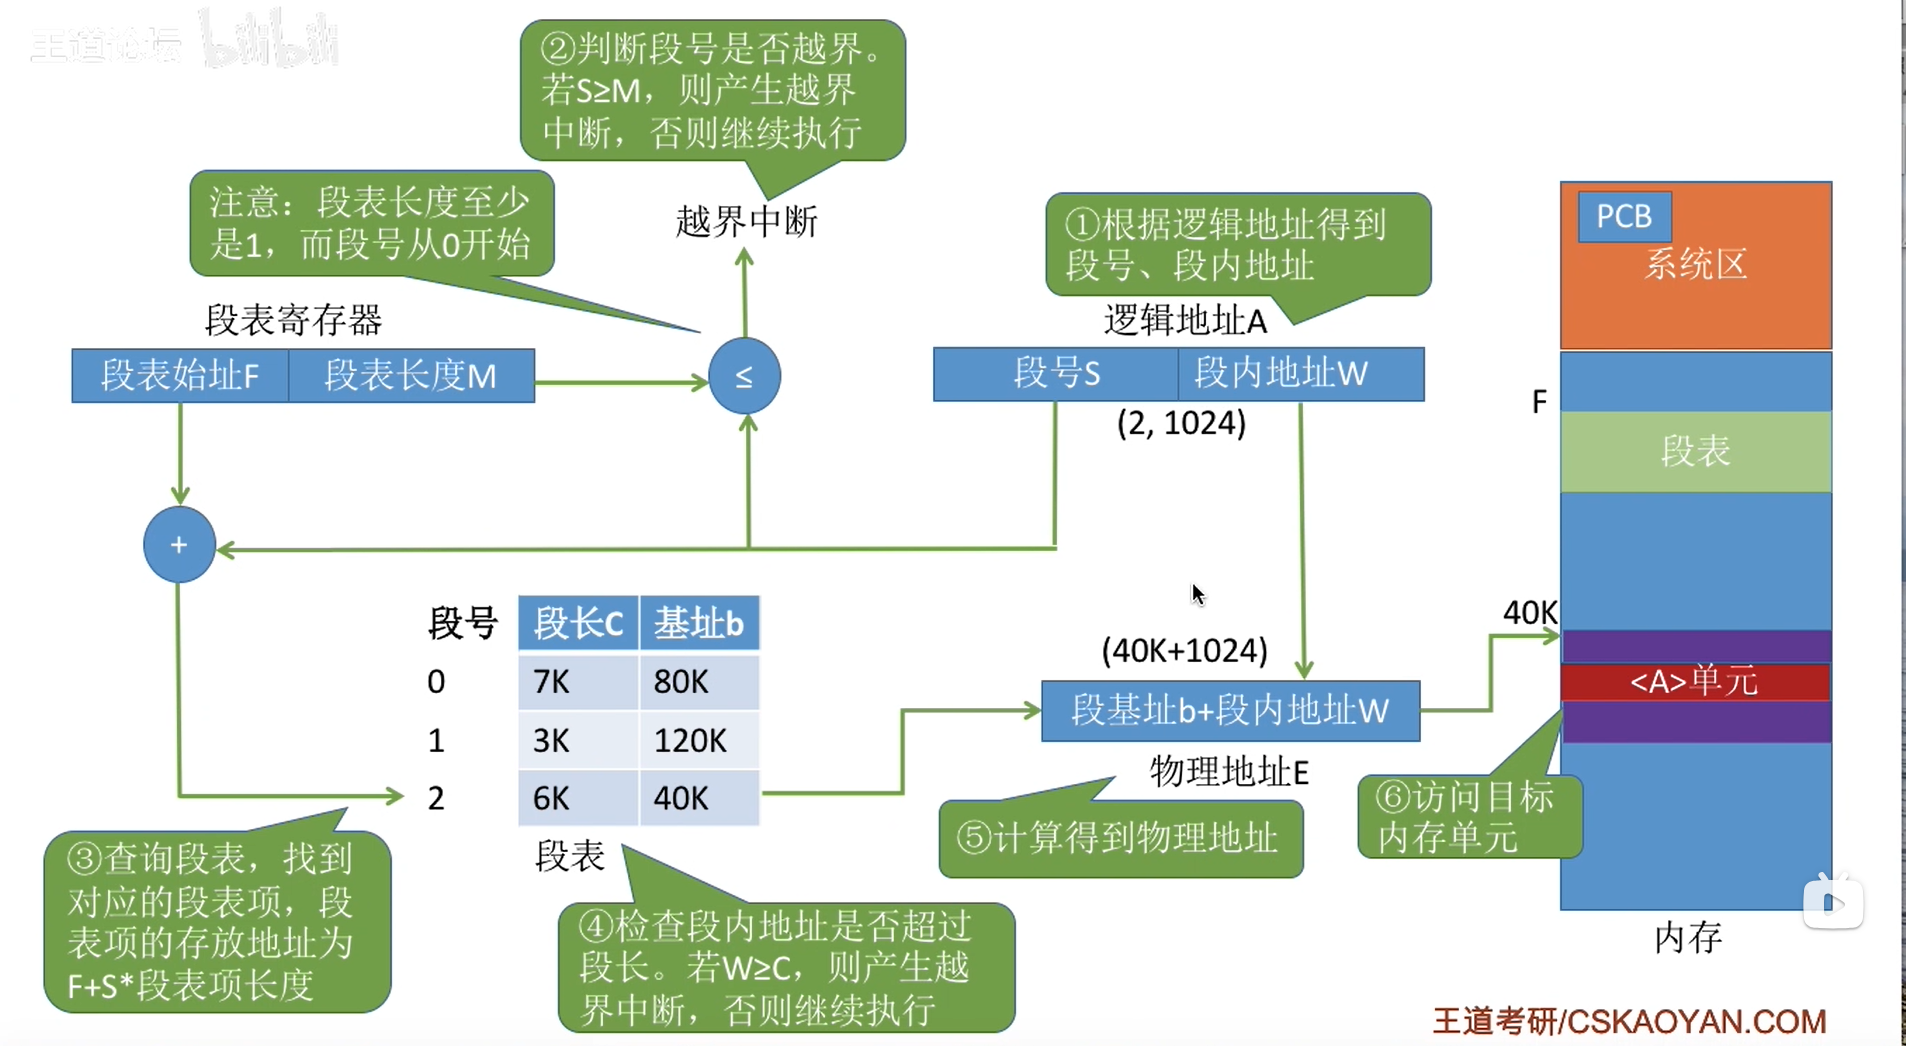 王道论坛 bilibili
②判断段号是否越界。
若S≥M，则产生越界
中断，否则继续执行
注意：段表长度至少
是1，而段号从0开始
越界中断
①根据逻辑地址得到
段号、段内地址
PCB
系统区
段表寄存器
逻辑地址A
段表始址F
段表长度M
≤
段号S
段内地址W
(2, 1024)
F
段表
+
段号
段长C
基址b
0
7K
80K
1
3K
120K
2
6K
40K
段表
(40K+1024)
40K
<A>单元
段基址b+段内地址W
物理地址E
③查询段表，找到
对应的段表项，段
表项的存放地址为
F+S*段表项长度
④检查段内地址是否超过
段长。若W≥C，则产生越
界中断，否则继续执行
⑤计算得到物理地址
⑥访问目标
内存单元
内存
王道考研/CSKAOYAN.COM